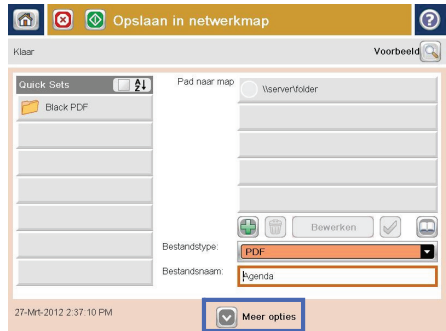 Opslaan in netwerkmap
Klaar
Voorbeeld
Quick Sets
Black PDF
Pad naar map
\\server\folder
Bewerken
Bestandstype:
PDF
Bestandsnaam:
Agenda
27-Mrt-2012 2:37:10 PM
Meer opties